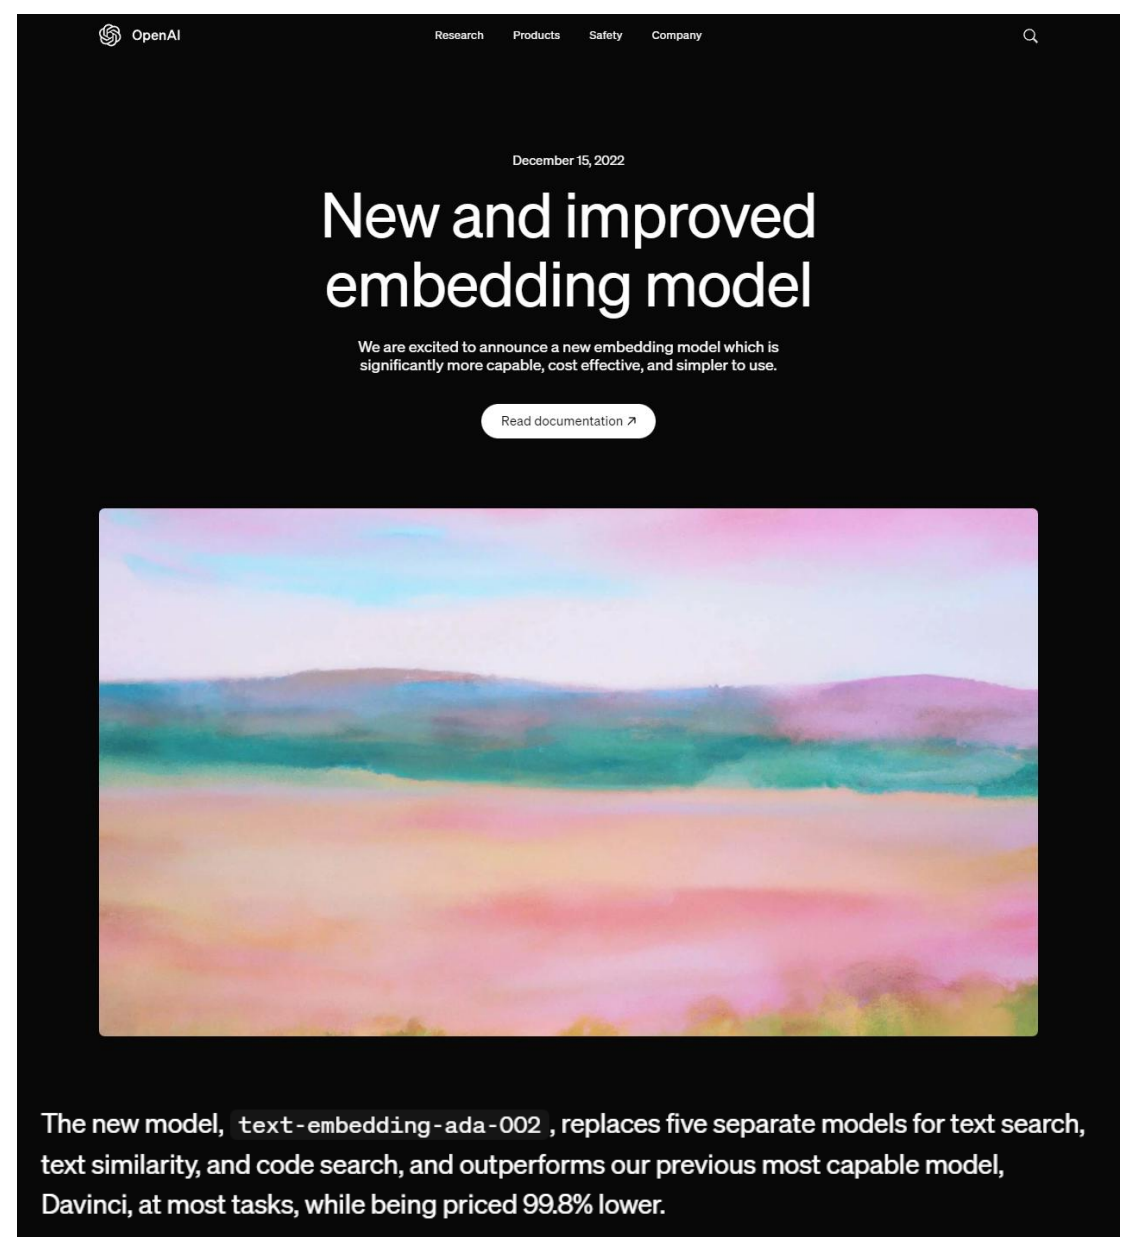 OpenAI
Research Products Safety Company
December 15, 2022
New and improved
embedding model
We are excited to announce a new embedding model which is
significantly more capable, cost effective, and simpler to use.
Read documentation ↗
The new model, text-embedding-ada-002, replaces five separate models for text search,
text similarity, and code search, and outperforms our previous most capable model,
Davinci, at most tasks, while being priced 99.8% lower.